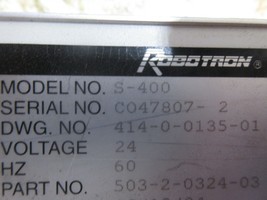 ROBOTRON
MODEL NO. S-400
SERIAL NO. CO47807- 2
DWG. NO. 414-0-0135-01
VOLTAGE 24
HZ 60
PART NO. 503-2-0324-03